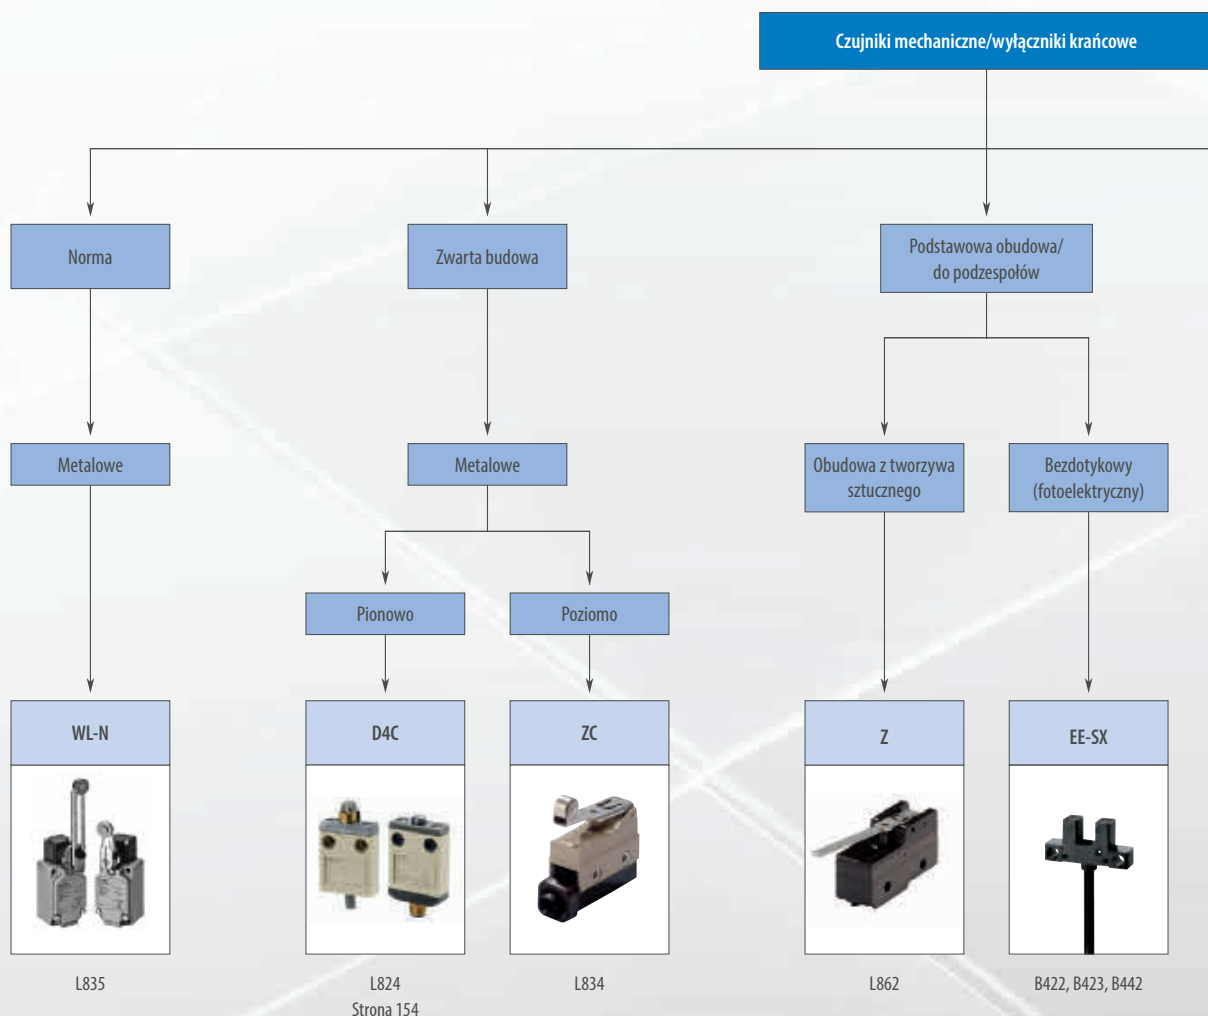 Czujniki mechaniczne/wyłączniki krańcowe
Norma
Zwarta budowa
Podstawowa obudowa/
do podzespołów
Metalowe
Metalowe
Obudowa z tworzywa
sztucznego
Bezdotykowy
(fotoelektryczny)
Pionowo
Poziomo
WL-N
D4C
ZC
Z
EE-SX
L835
L824
Strona 154
L834
L862
B422, B423, B442